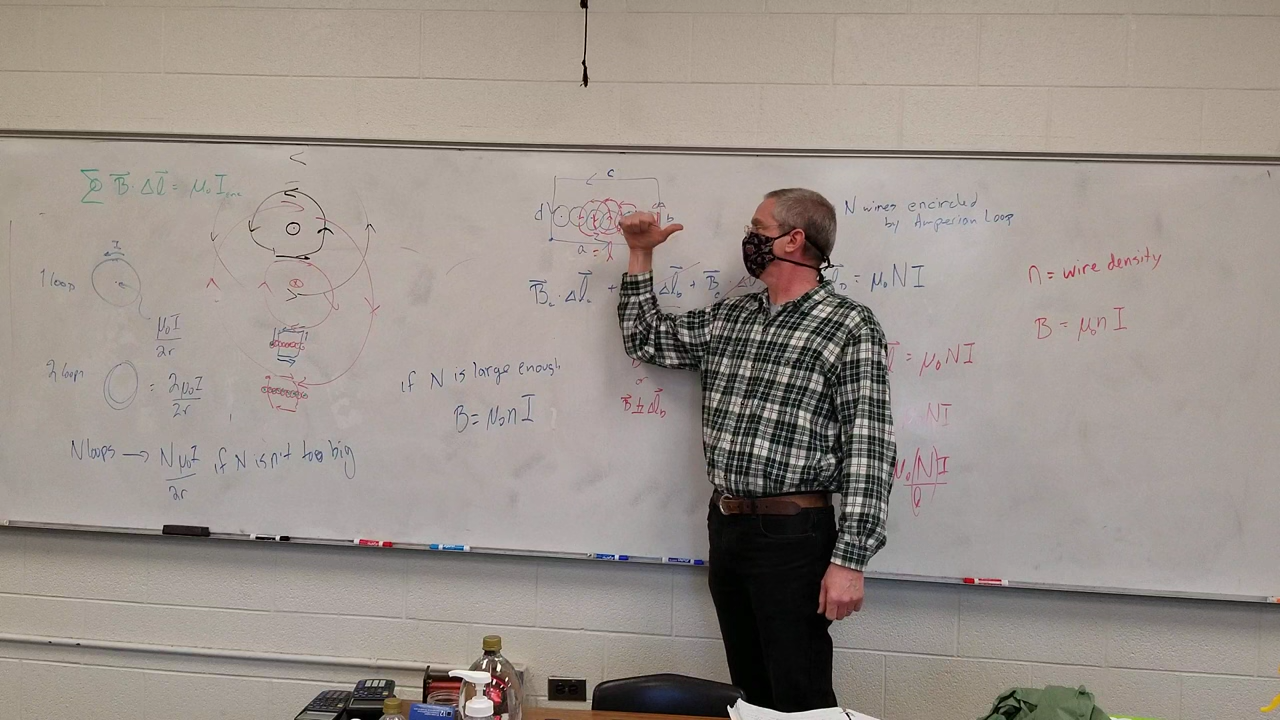 ∑ B⃗ · Δl⃗ = μ₀ I
I
1 loop
μ₀I
2r
2 loop
= 2μ₀I
2r
N loops → Nμ₀I if N isn't too big
2r
c
d
b
a = l
B⃗ₐ · Δl⃗ₐ + Δl⃗_b + B⃗_c · = μ₀NI
if N is large enough
B = μ₀nI
or
B⃗ ⊥ Δl⃗_b
N wires encircled
by Amperian Loop
l⃗ = μ₀NI
NI
μ₀(N)I
l
n = wire density
B = μ₀nI